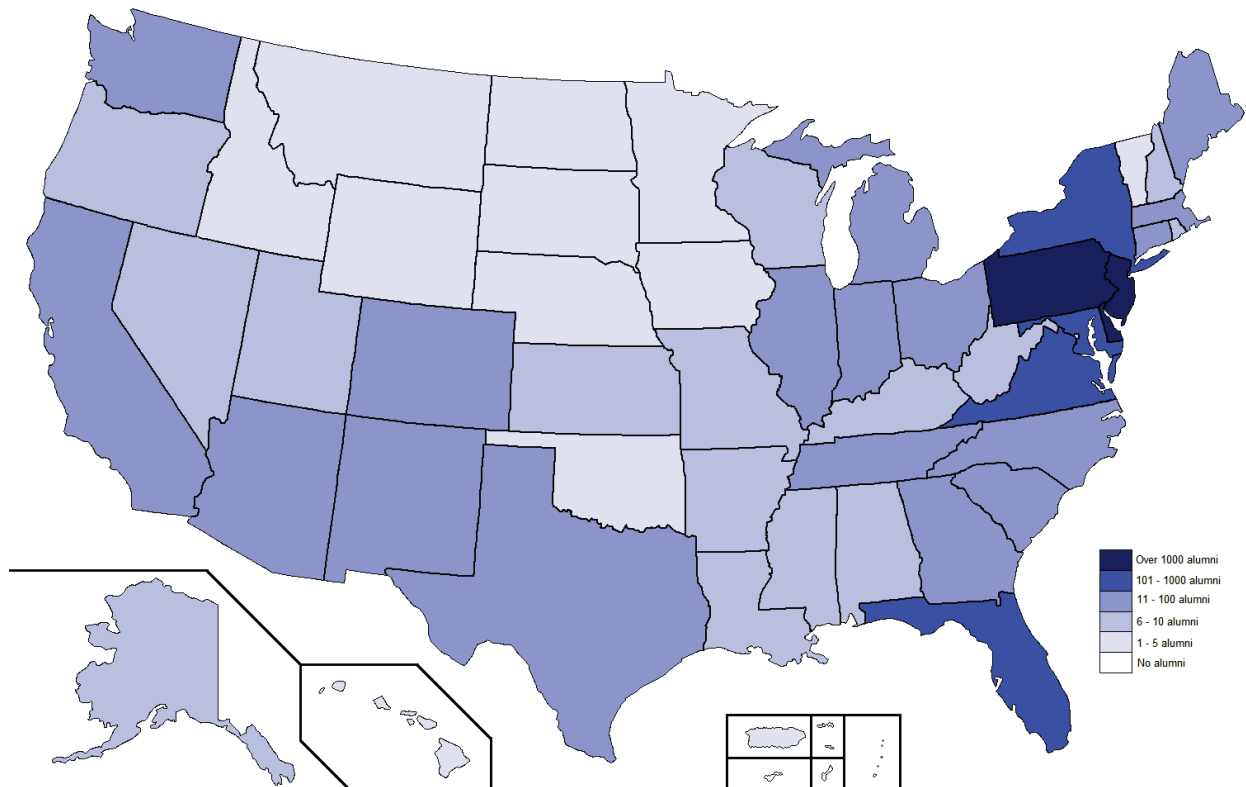 Over 1000 alumni
101 - 1000 alumni
11 - 100 alumni
6 - 10 alumni
1 - 5 alumni
No alumni